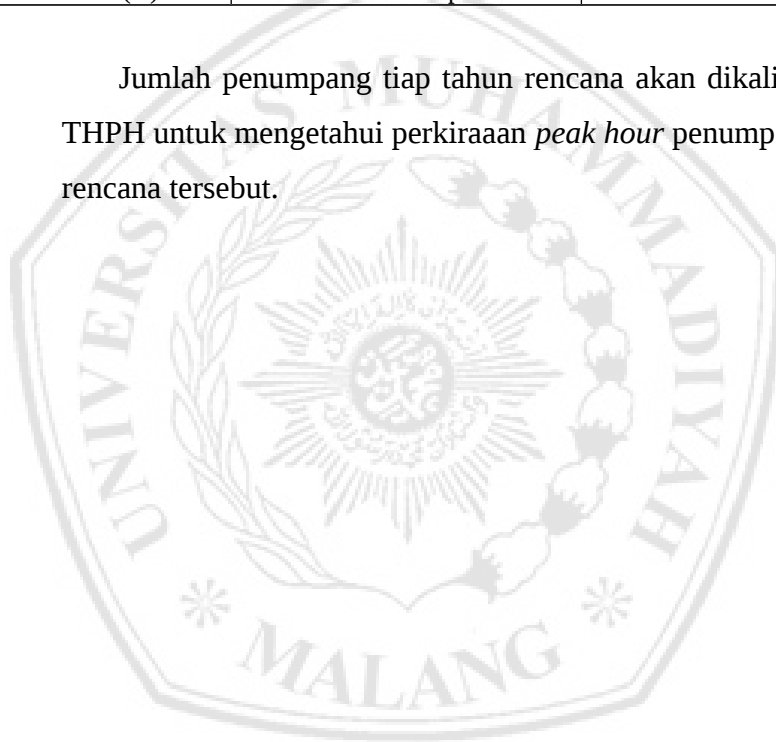 Jumlah penumpang tiap tahun rencana akan dikali
THPH untuk mengetahui perkiraaan peak hour penump
rencana tersebut.
UNIVERSITAS MUHAMMADIYAH
MALANG